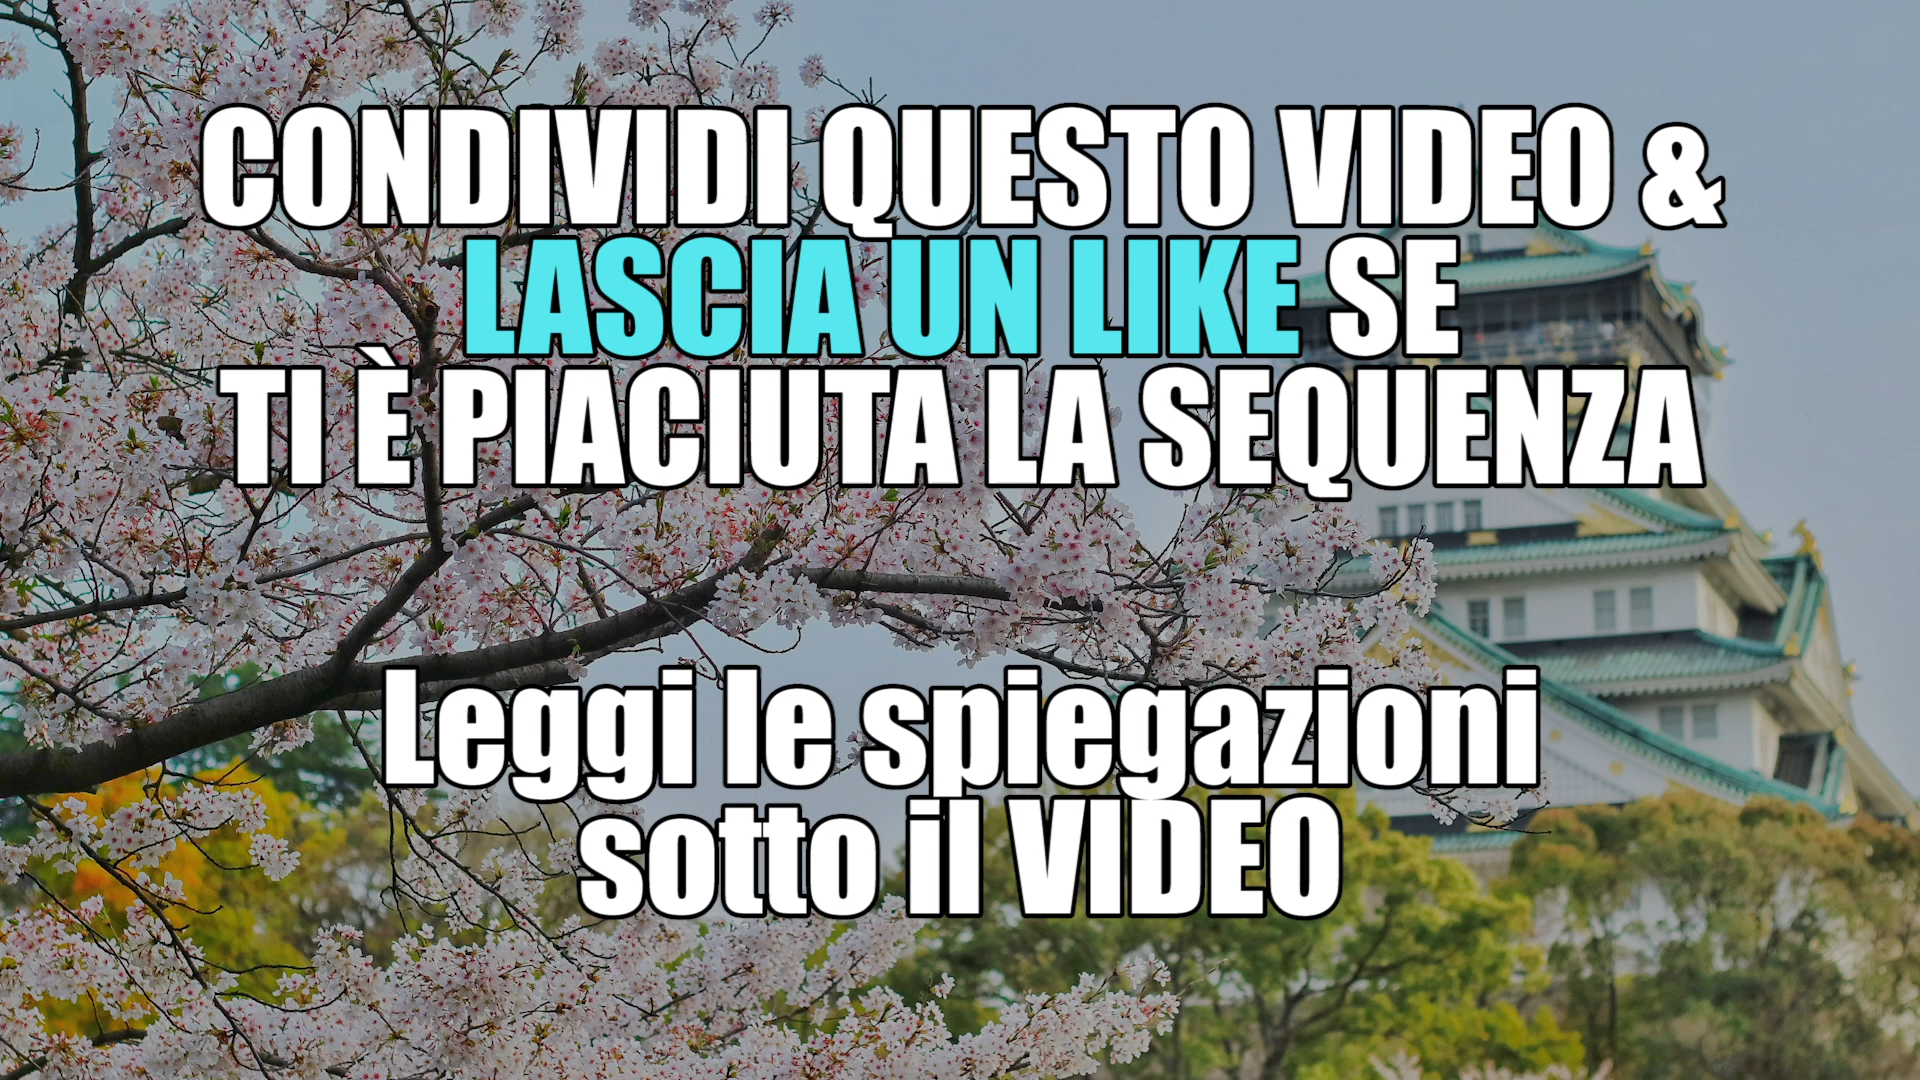 CONDIVIDI QUESTO VIDEO &
LASCIA UN LIKE SE
TI È PIACIUTA LA SEQUENZA
Leggi le spiegazioni
sotto il VIDEO